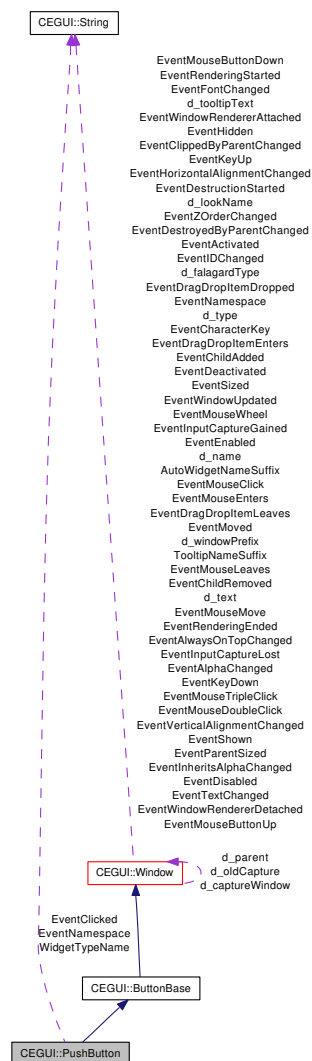 CEGUI::String
EventMouseButtonDown
EventRenderingStarted
EventFontChanged
d_tooltipText
EventWindowRendererAttached
EventHidden
EventClippedByParentChanged
EventKeyUp
EventHorizontalAlignmentChanged
EventDestructionStarted
d_lookName
EventZOrderChanged
EventDestroyedByParentChanged
EventActivated
EventIDChanged
d_falagardType
EventDragDropItemDropped
EventNamespace
d_type
EventCharacterKey
EventDragDropItemEnters
EventChildAdded
EventDeactivated
EventSized
EventWindowUpdated
EventMouseWheel
EventInputCaptureGained
EventEnabled
d_name
AutoWidgetNameSuffix
EventMouseClick
EventMouseEnters
EventDragDropItemLeaves
EventMoved
d_windowPrefix
TooltipNameSuffix
EventMouseLeaves
EventChildRemoved
d_text
EventMouseMove
EventRenderingEnded
EventAlwaysOnTopChanged
EventInputCaptureLost
EventAlphaChanged
EventKeyDown
EventMouseTripleClick
EventMouseDoubleClick
EventVerticalAlignmentChanged
EventShown
EventParentSized
EventInheritsAlphaChanged
EventDisabled
EventTextChanged
EventWindowRendererDetached
EventMouseButtonUp
CEGUI::Window
d_parent
d_oldCapture
d_captureWindow
EventClicked
EventNamespace
WidgetTypeName
CEGUI::ButtonBase
CEGUI::PushButton